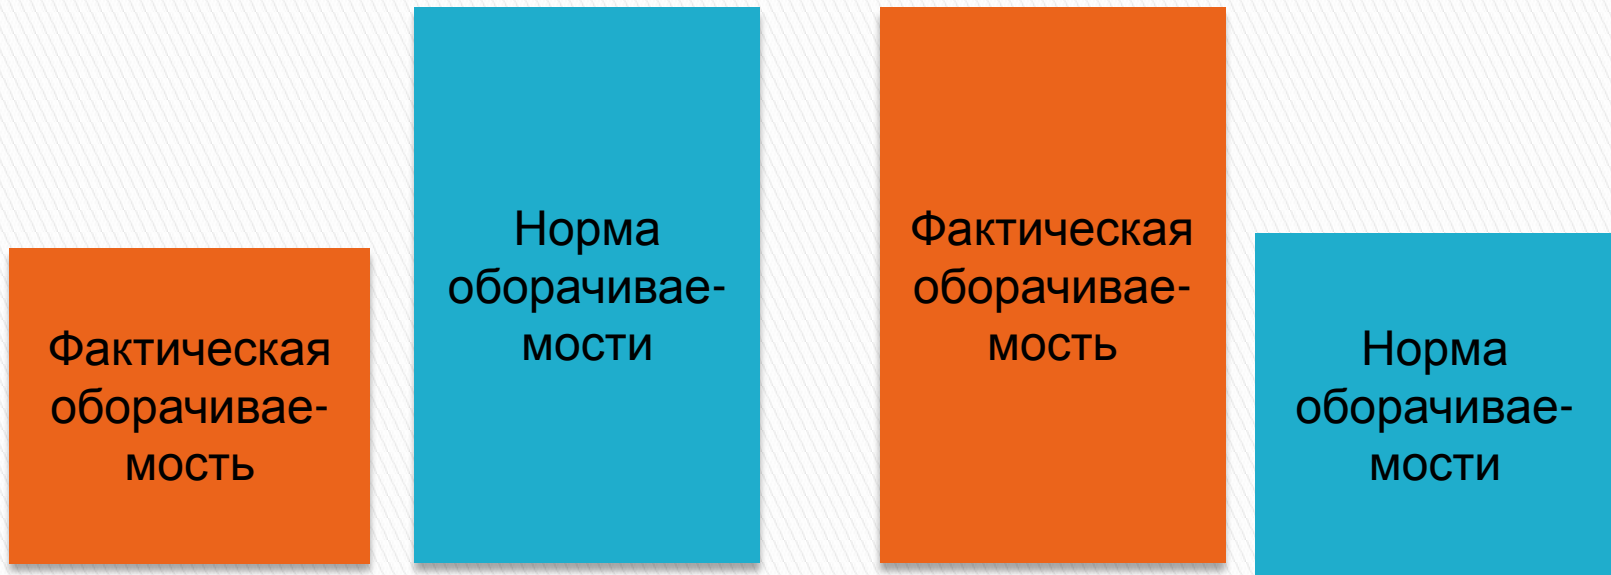 Фактическая
оборачивае-
мость
Норма
оборачивае-
мости
Фактическая
оборачивае-
мость
Норма
оборачивае-
мости